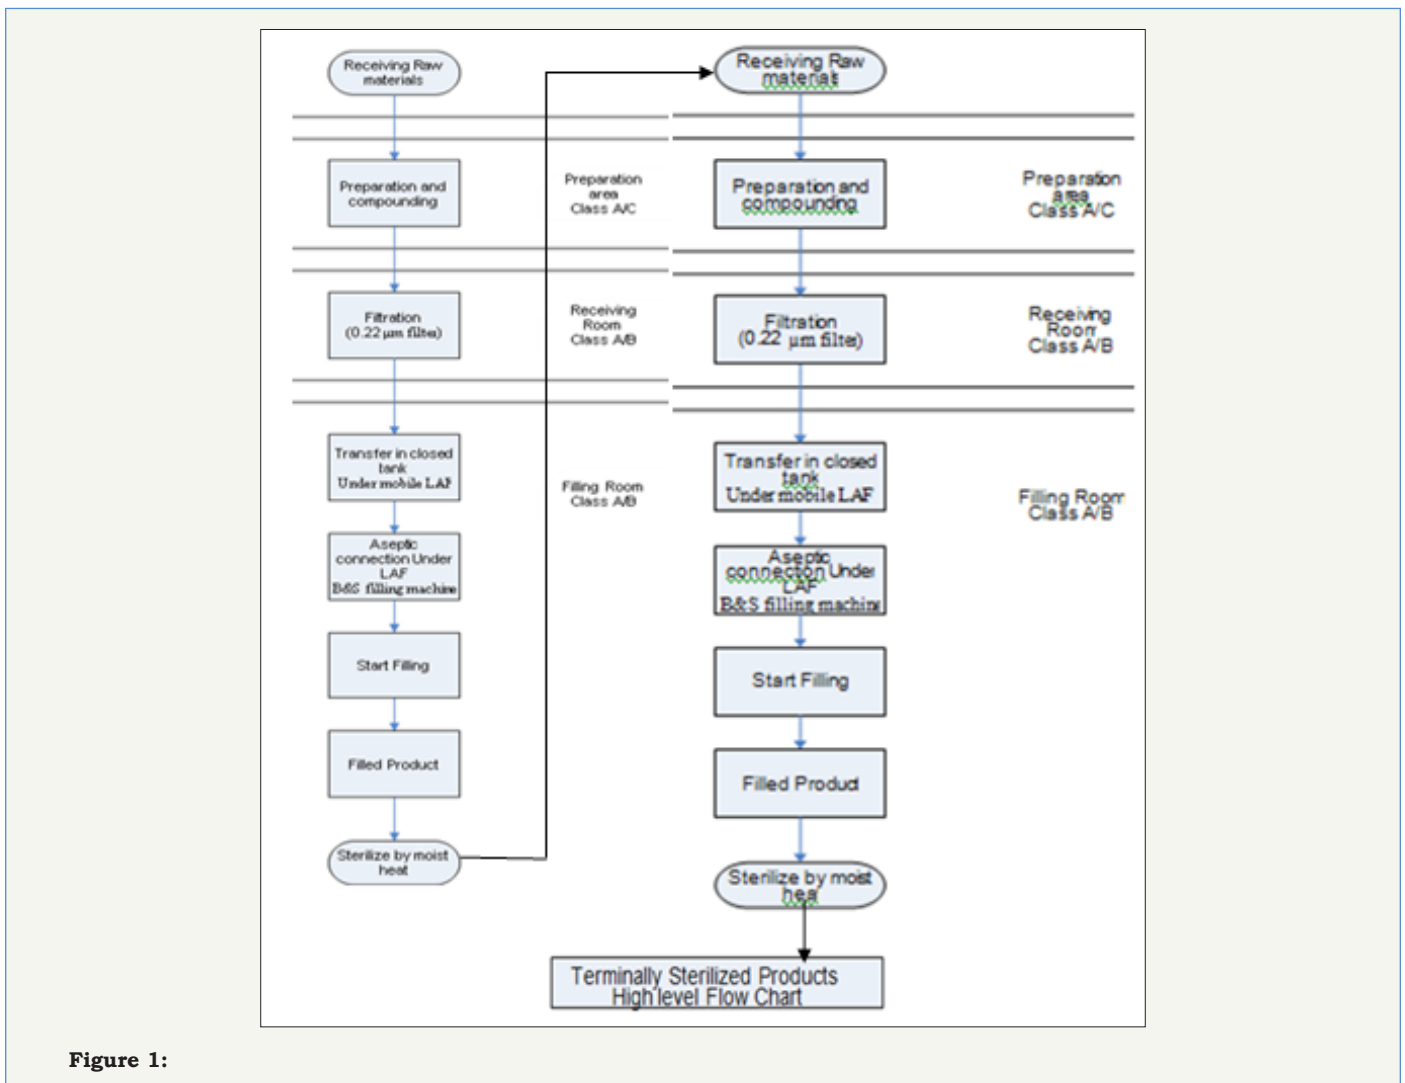 Receiving Raw
materials
Preparation and
compounding
Preparation
area
Class A/C
Filtration
(0.22 µm filter)
Receiving
Room
Class A/B
Transfer in closed
tank
Under mobile LAF
Filling Room
Class A/B
Aseptic
connection Under
LAF
B&S filling machine
Start Filling
Filled Product
Sterilize by moist
heat
Receiving Raw
materials
Preparation and
compounding
Preparation
area
Class A/C
Filtration
(0.22 µm filter)
Receiving
Room
Class A/B
Transfer in closed
tank
Under mobile LAF
Filling Room
Class A/B
Aseptic
connection Under
LAF
B&S filling machine
Start Filling
Filled Product
Sterilize by moist
heat
Terminally Sterilized Products
High level Flow Chart
Figure 1: